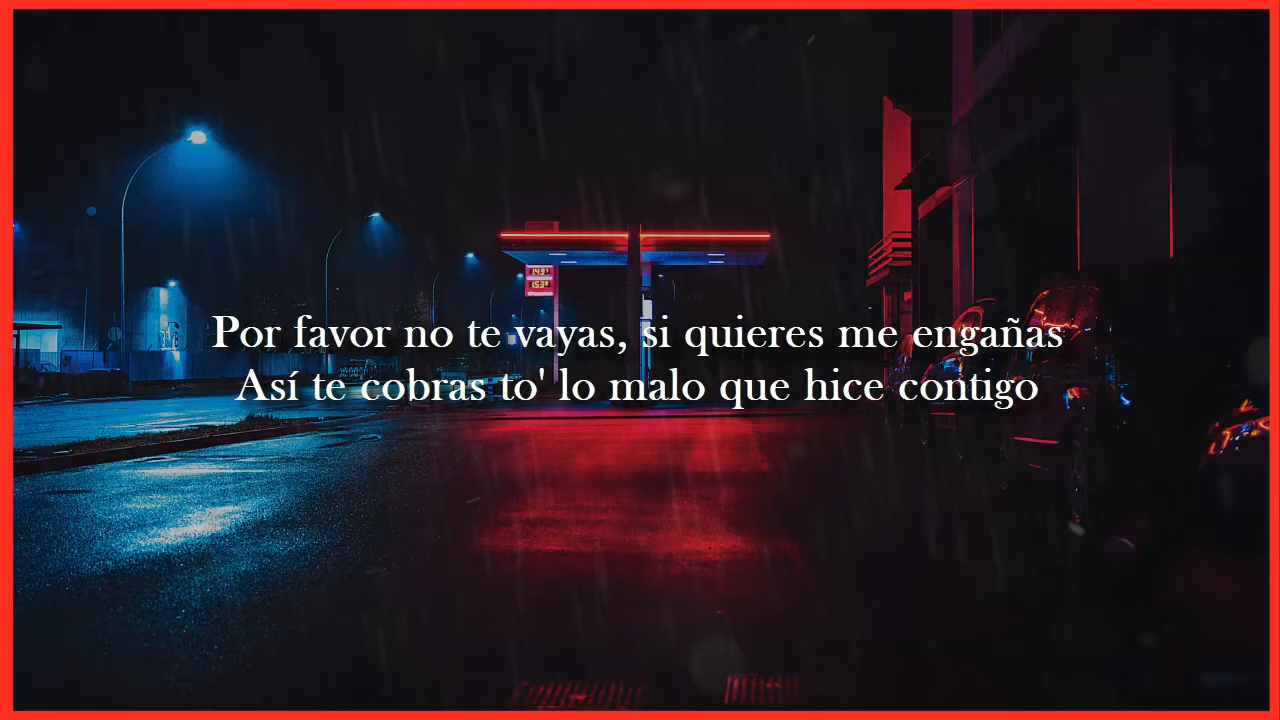 Por favor no te vayas, si quieres me engañas
Así te cobras to' lo malo que hice contigo